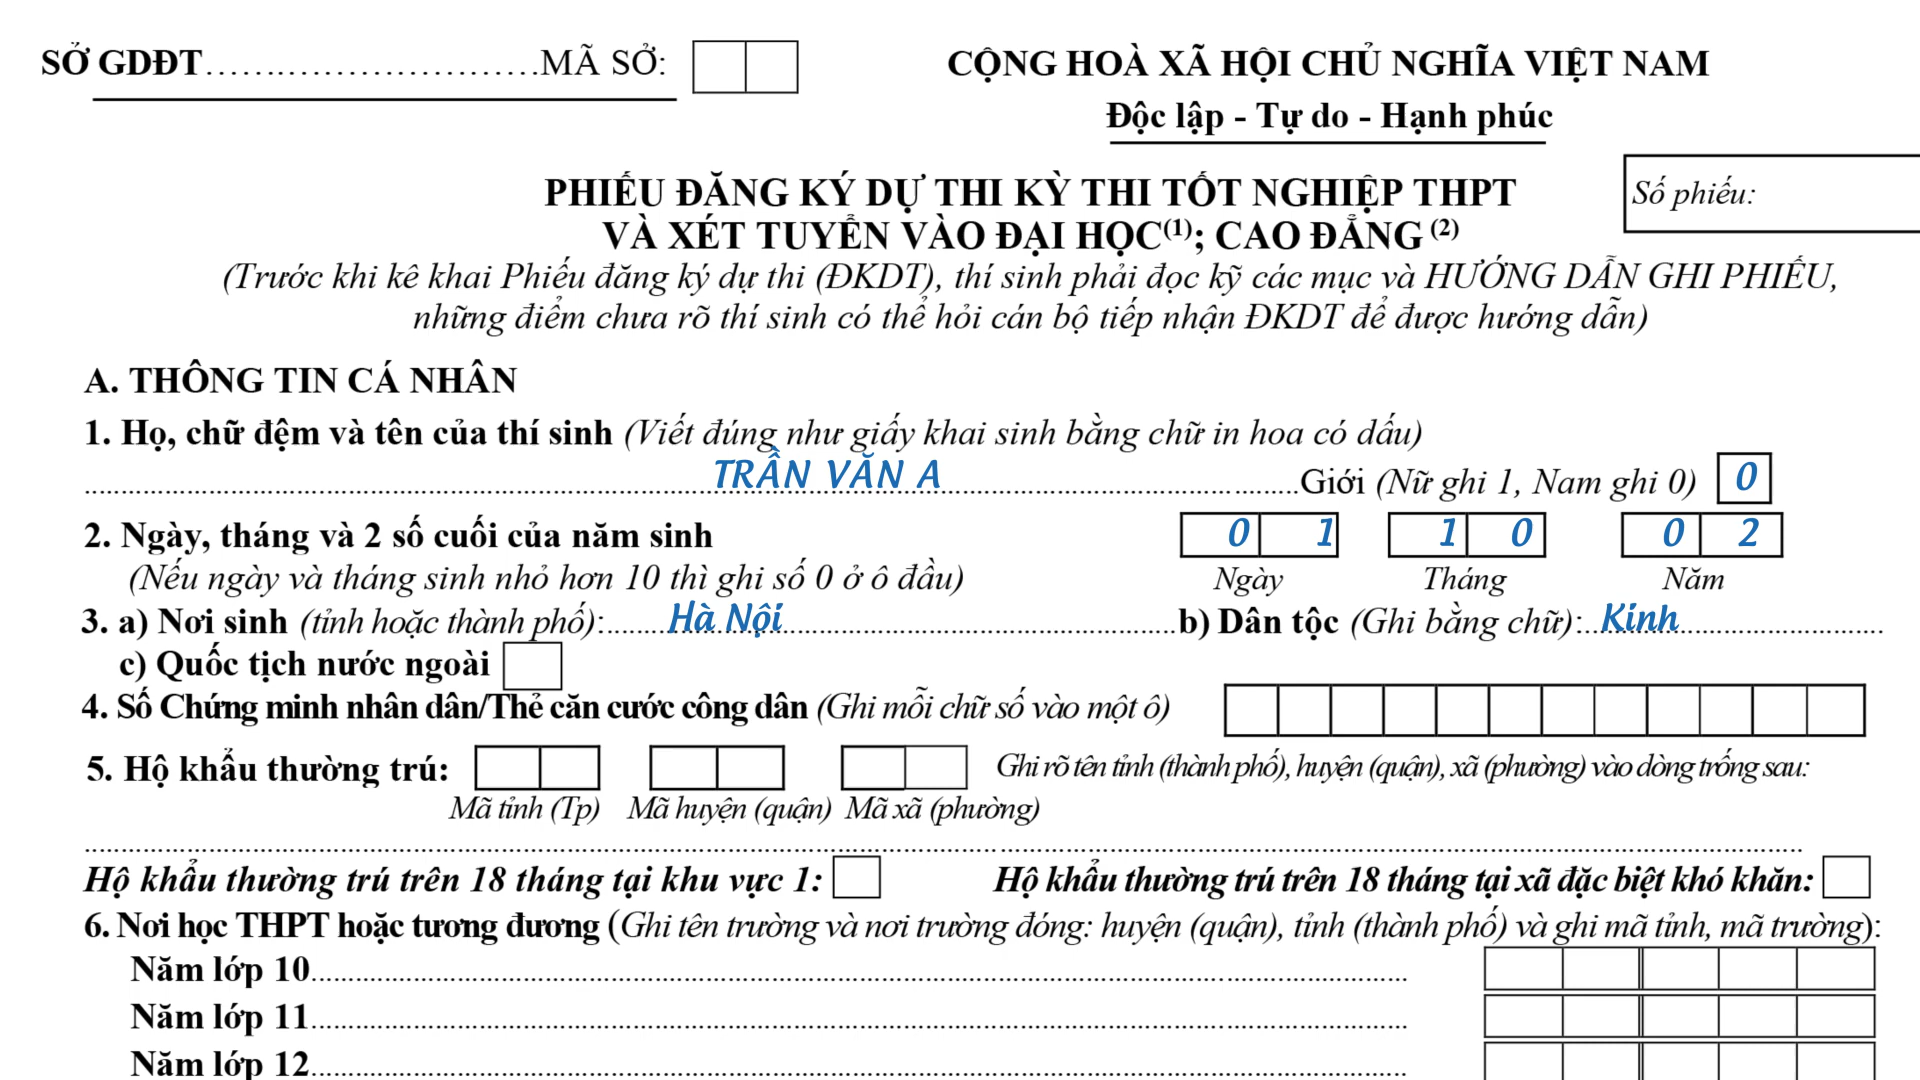 SỞ GDĐT…….…………………MÃ SỞ:
CỘNG HOÀ XÃ HỘI CHỦ NGHĨA VIỆT NAM
Độc lập - Tự do - Hạnh phúc
Số phiếu:
PHIẾU ĐĂNG KÝ DỰ THI KỲ THI TỐT NGHIỆP THPT
VÀ XÉT TUYỂN VÀO ĐẠI HỌC(1); CAO ĐẲNG (2)
(Trước khi kê khai Phiếu đăng ký dự thi (ĐKDT), thí sinh phải đọc kỹ các mục và HƯỚNG DẪN GHI PHIẾU,
những điểm chưa rõ thí sinh có thể hỏi cán bộ tiếp nhận ĐKDT để được hướng dẫn)
A. THÔNG TIN CÁ NHÂN
1. Họ, chữ đệm và tên của thí sinh (Viết đúng như giấy khai sinh bằng chữ in hoa có dấu)
TRẦN VĂN A Giới (Nữ ghi 1, Nam ghi 0) 0
2. Ngày, tháng và 2 số cuối của năm sinh 0 1 1 0 0 2
(Nếu ngày và tháng sinh nhỏ hơn 10 thì ghi số 0 ở ô đầu) Ngày Tháng Năm
3. a) Nơi sinh (tỉnh hoặc thành phố):.......Hà Nội.......b) Dân tộc (Ghi bằng chữ):..Kinh.......
c) Quốc tịch nước ngoài
4. Số Chứng minh nhân dân/Thẻ căn cước công dân (Ghi mỗi chữ số vào một ô)
5. Hộ khẩu thường trú: Ghi rõ tên tỉnh (thành phố), huyện (quận), xã (phường) vào dòng trống sau:
Mã tỉnh (Tp) Mã huyện (quận) Mã xã (phường)
Hộ khẩu thường trú trên 18 tháng tại khu vực 1: Hộ khẩu thường trú trên 18 tháng tại xã đặc biệt khó khăn:
6. Nơi học THPT hoặc tương đương (Ghi tên trường và nơi trường đóng: huyện (quận), tỉnh (thành phố) và ghi mã tỉnh, mã trường):
Năm lớp 10..............................
Năm lớp 11..............................
Năm lớp 12..............................